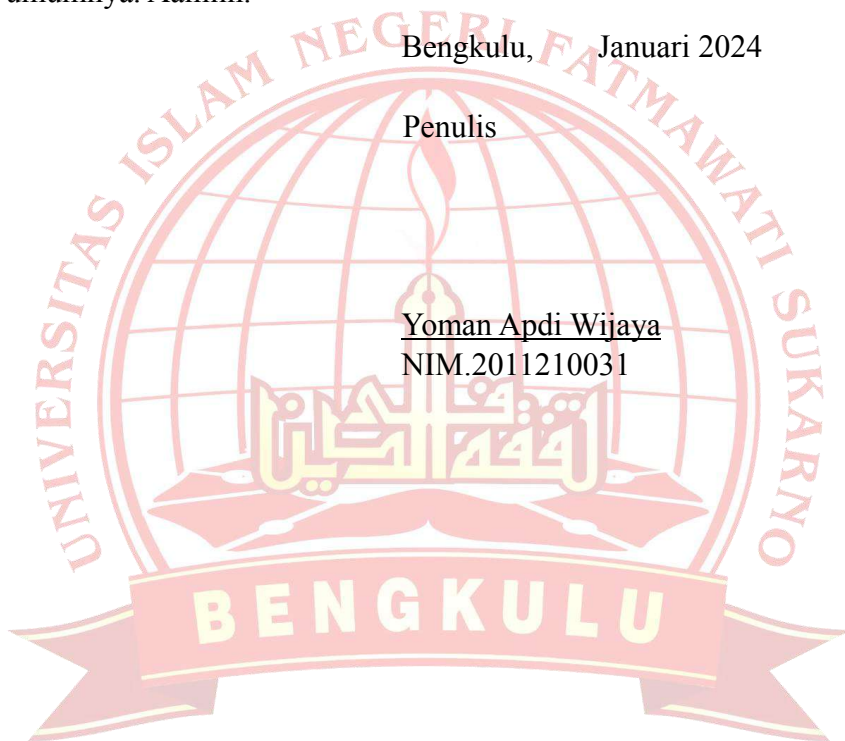 Bengkulu, Januari 2024
Penulis
Yoman Apdi Wijaya
NIM.2011210031
UNIVERSITAS ISLAM NEGERI FATMAWATI SUKARNO
BENGKULU